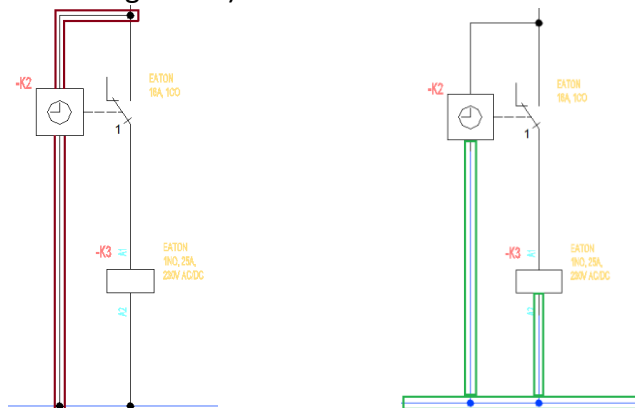 -K2
EATON
16A, 1CO
1
-K3
A1
EATON
1NO, 25A,
230V AC/DC
A2
-K2
EATON
16A, 1CO
1
-K3
A1
EATON
1NO, 25A,
230V AC/DC
A2